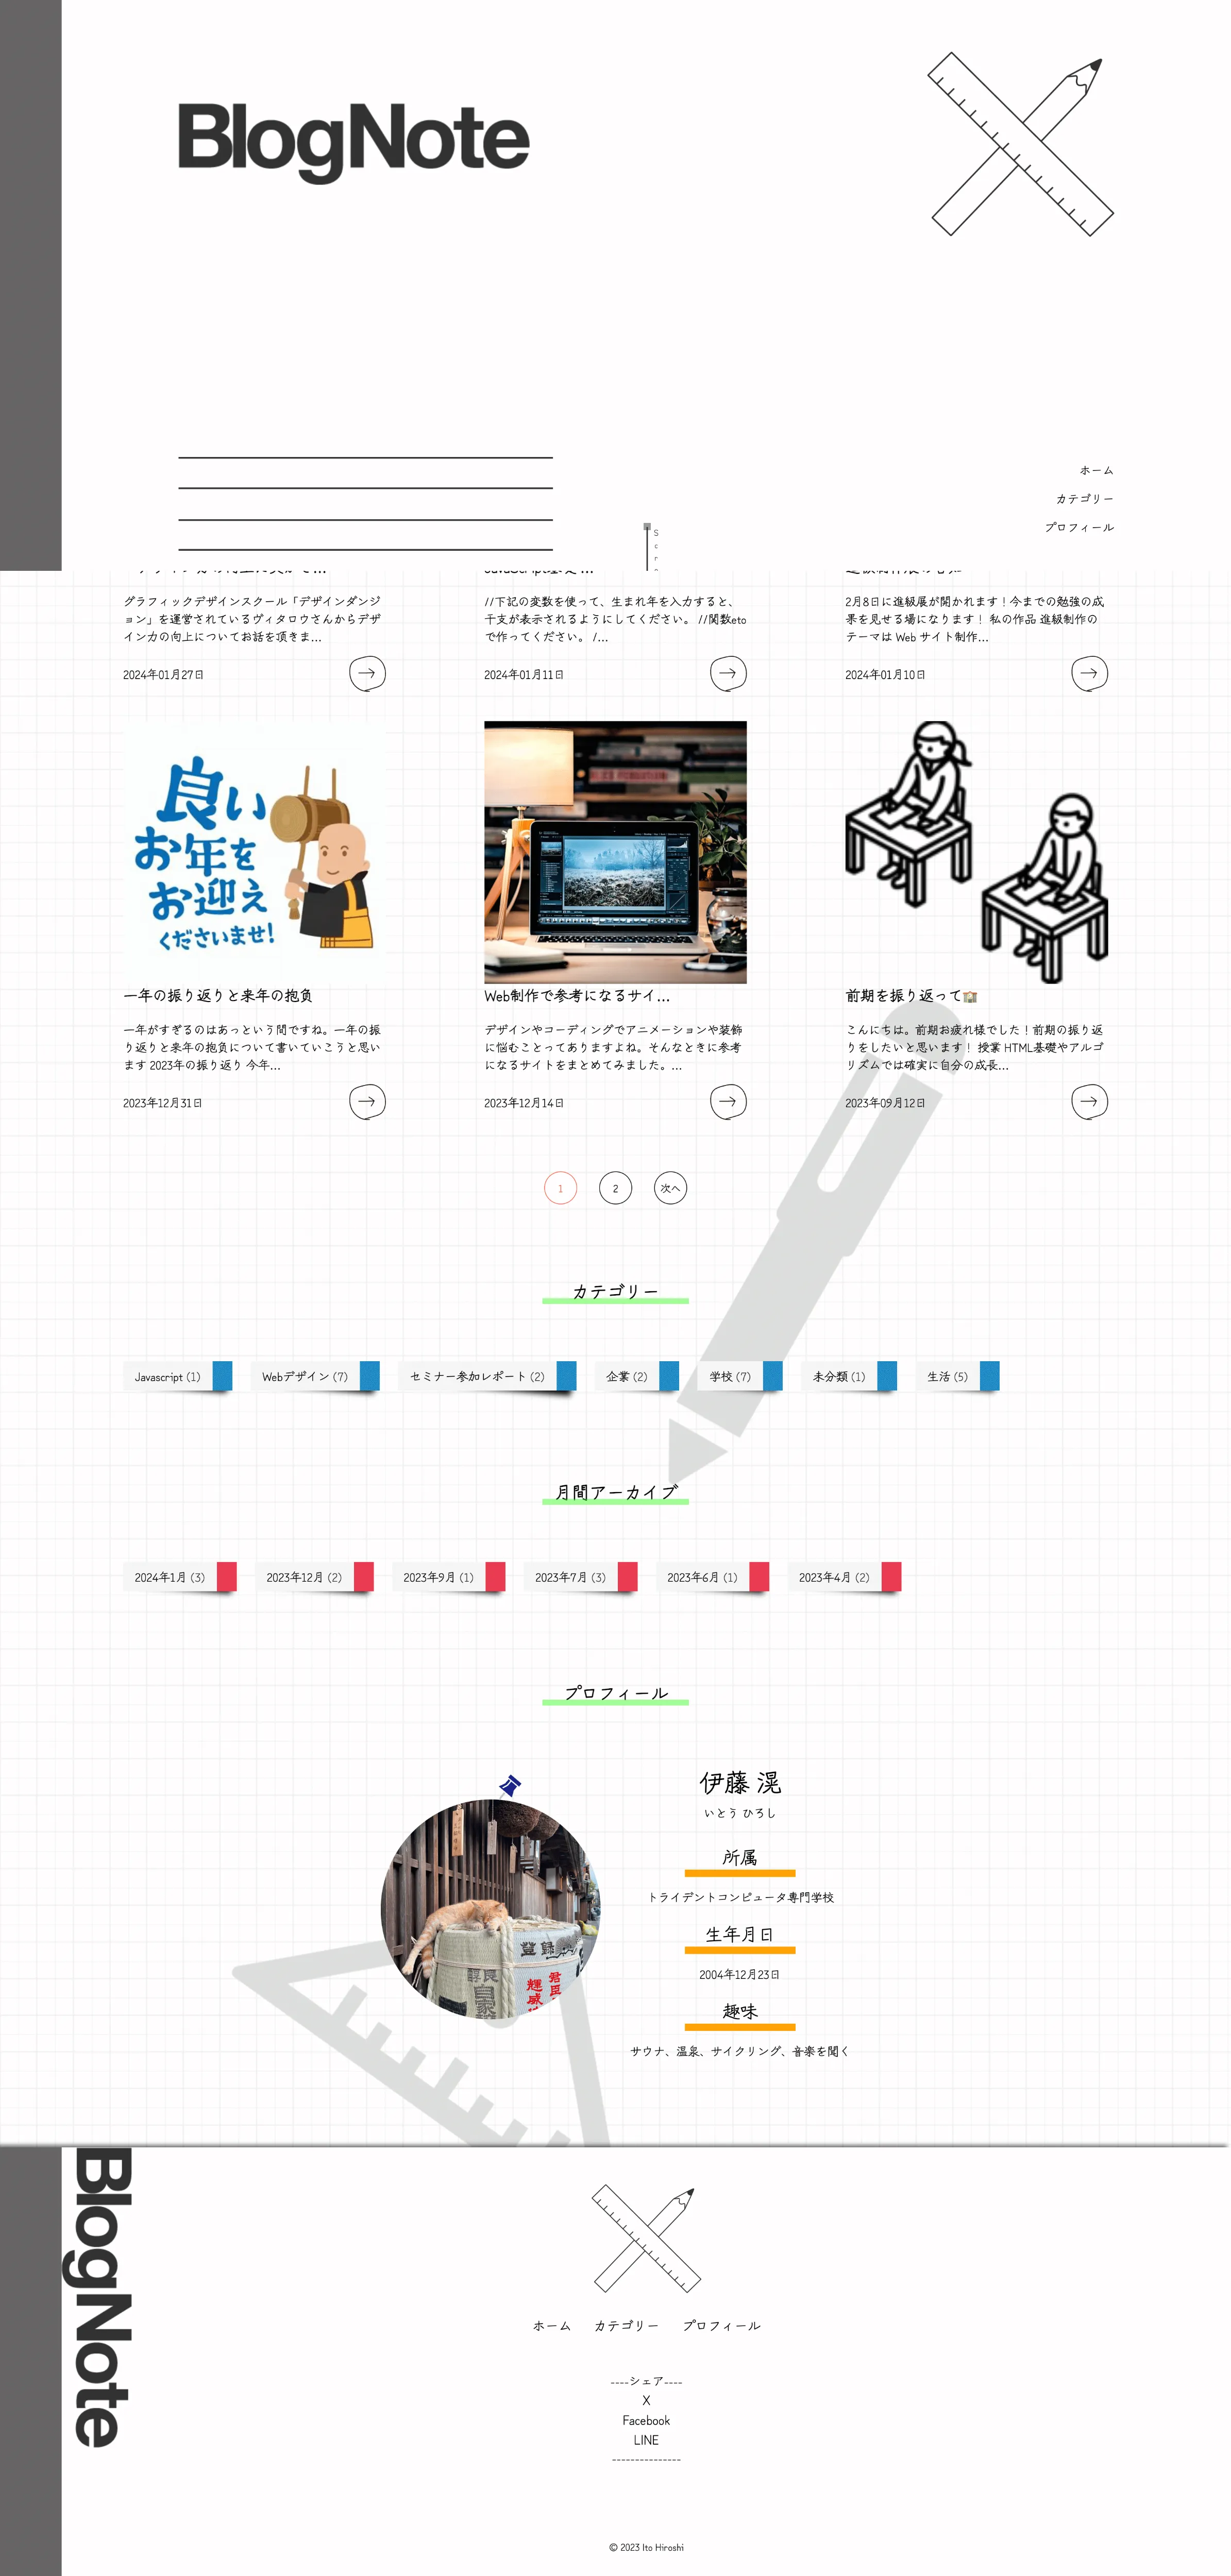 BlogNote
ホーム
カテゴリー
プロフィール
S
c
r
グラフィックデザインスクール「デザインダンジ
ョン」を運営されているヴィタロウさんからデザ
イン力の向上についてお話を頂きま...
2024年01月27日
//下記の変数を使って、生まれ年を入力すると、
干支が表示されるようにしてください。 //関数eto
で作ってください。 /...
2024年01月11日
2月8日に進級展が開かれます！今までの勉強の成
果を見せる場になります！ 私の作品 進級制作の
テーマは Web サイト制作...
2024年01月10日
良い
お年を
お迎え
くださいませ!
一年の振り返りと来年の抱負
一年がすぎるのはあっという間ですね。一年の振
り返りと来年の抱負について書いていこうと思い
ます 2023年の振り返り 今年...
2023年12月31日
Web制作で参考になるサイ...
デザインやコーディングでアニメーションや装飾
に悩むことってありますよね。そんなときに参考
になるサイトをまとめてみました。...
2023年12月14日
前期を振り返って🏫
こんにちは。前期お疲れ様でした！前期の振り返
りをしたいと思います！ 授業 HTML基礎やアルゴ
リズムでは確実に自分の成長...
2023年09月12日
1 2 次へ
カテゴリー
Javascript (1) Webデザイン (7) セミナー参加レポート (2) 企業 (2) 学校 (7) 未分類 (1) 生活 (5)
月間アーカイブ
2024年1月 (3) 2023年12月 (2) 2023年9月 (1) 2023年7月 (3) 2023年6月 (1) 2023年4月 (2)
プロフィール
伊藤 滉
いとう ひろし
所属
トライデントコンピュータ専門学校
生年月日
2004年12月23日
趣味
サウナ、温泉、サイクリング、音楽を聞く
登録
君臣
輝
BlogNote
ホーム カテゴリー プロフィール
----シェア----
X
Facebook
LINE
---------------
© 2023 Ito Hiroshi